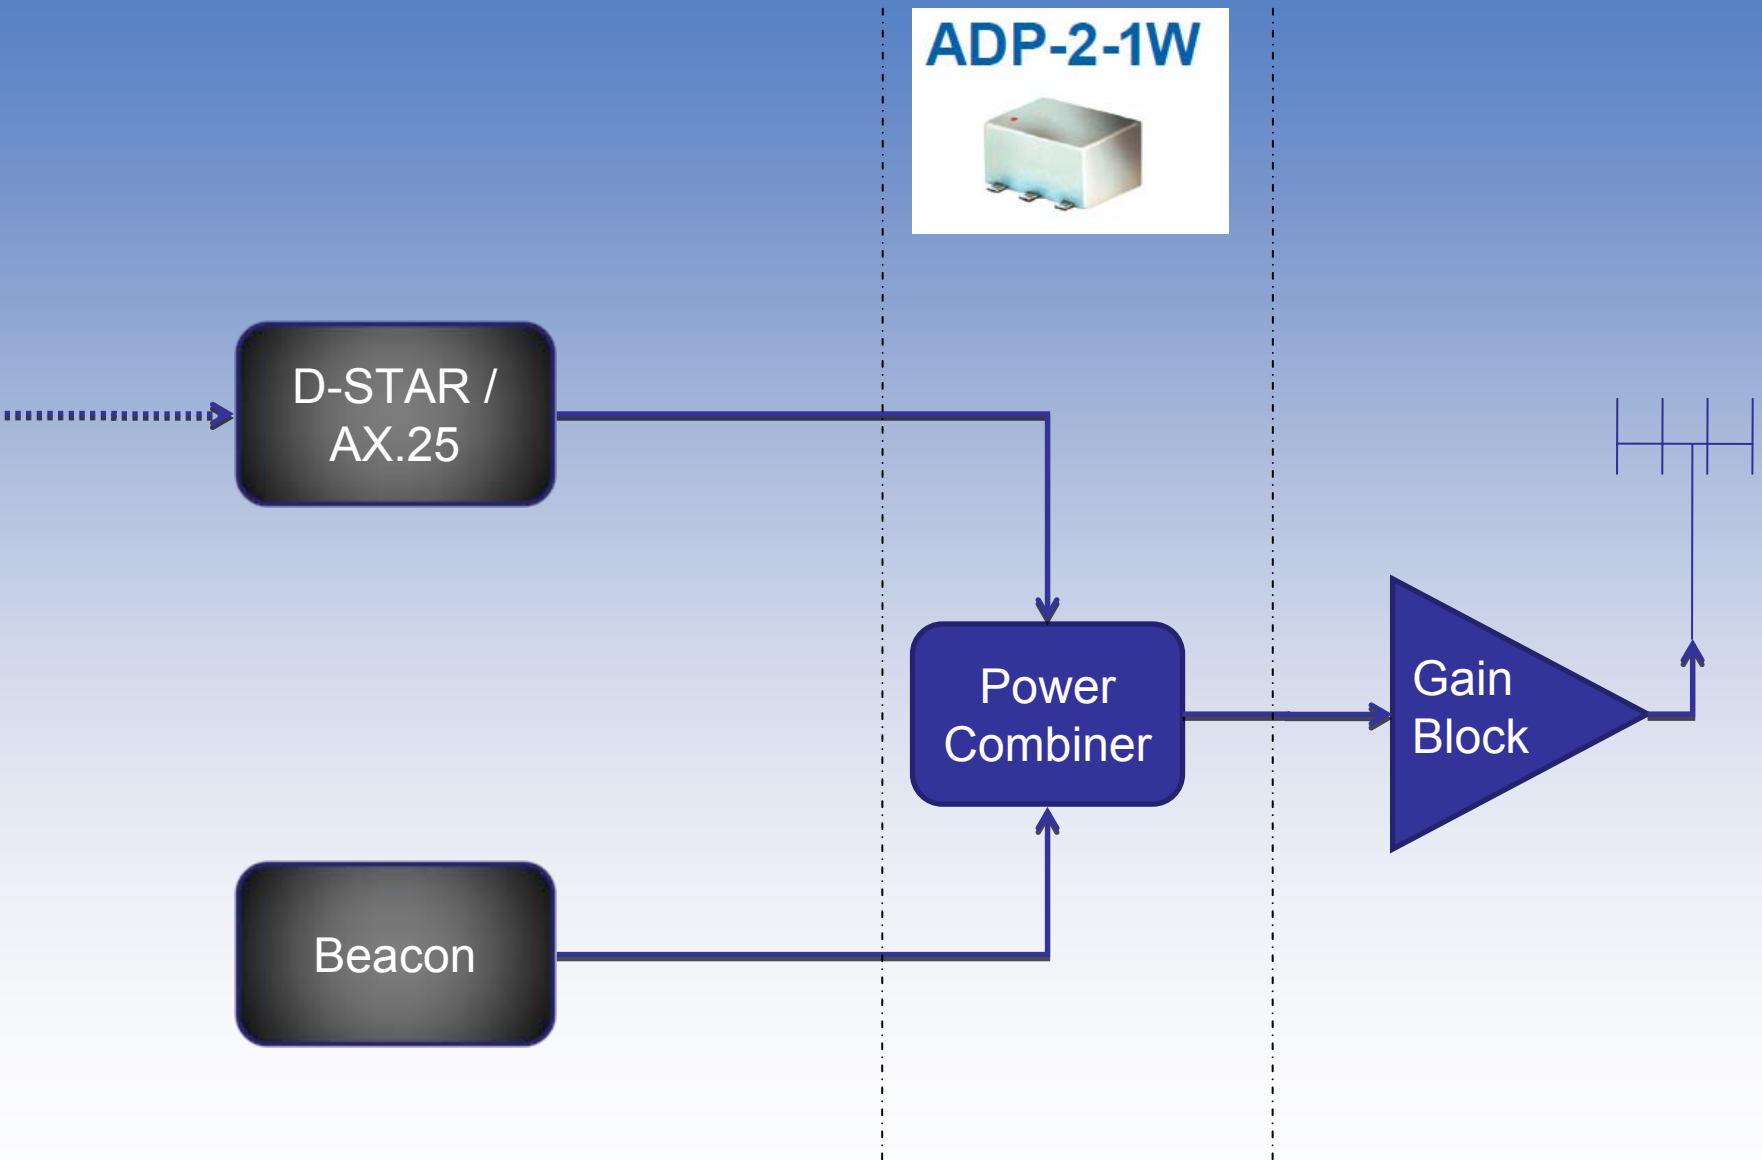 ADP-2-1W
D-STAR /
AX.25
Power
Combiner
Gain
Block
Beacon